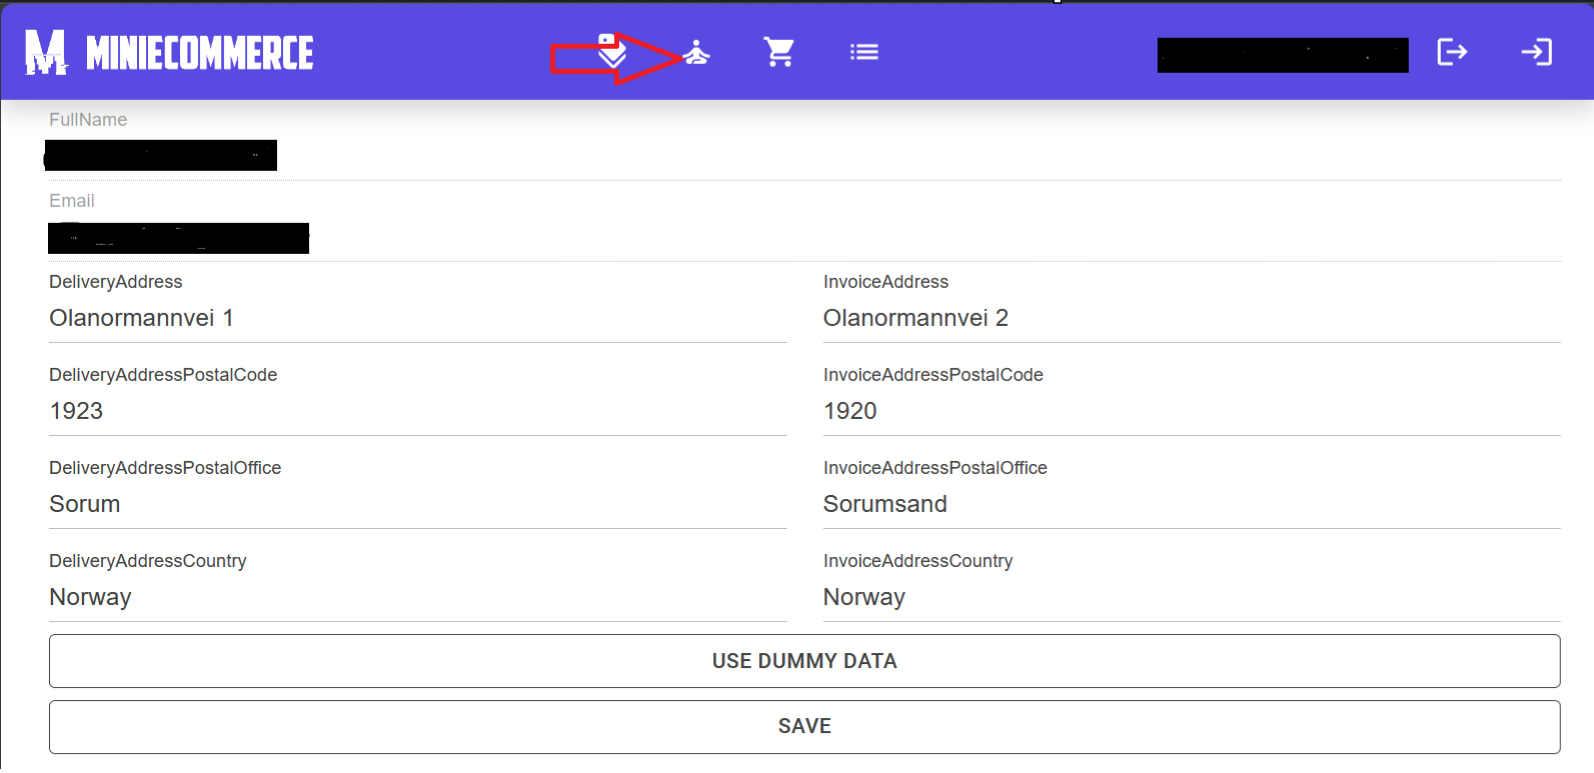 M MINIECOMMERCE
FullName
Email
DeliveryAddress
InvoiceAddress
Olanormannvei 1
Olanormannvei 2
DeliveryAddressPostalCode
InvoiceAddressPostalCode
1923
1920
DeliveryAddressPostalOffice
InvoiceAddressPostalOffice
Sorum
Sorumsand
DeliveryAddressCountry
InvoiceAddressCountry
Norway
Norway
USE DUMMY DATA
SAVE